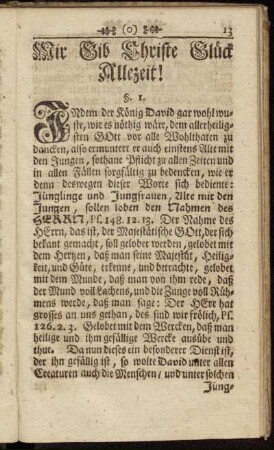 (o) 13
Mir Gib Christe Glück
Allezeit!
§. 1.
INdem der König David gar wohl wu-
ste, wie es nöthig wäre, dem allerheilig-
sten GOtt vor alle Wohlthaten zu
dancken, also ermuntert er auch einstens Alte mit
den Jungen, sothane Pflicht zu allen Zeiten und
in allen Fällen sorgfältig zu bedencken, wie er
denn deswegen dieser Worte sich bediente:
Jünglinge und Jungfrauen, Alte mit den
Jungen, sollen loben den Nahmen des
HERRN, Ps. 148. 12. 13. Der Nahme des
HErrn, das ist, der Majestätische GOtt, der sich
bekant gemacht, soll gelobet werden, gelobet mit
dem Hertzen, daß man seine Majestät, Heilig-
keit, und Güte, erkenne, und betrachte, gelobet
mit dem Munde, daß man von ihm rede, daß
der Mund voll Lachens, und die Zunge voll Rüh-
mens werde, daß man sage: Der HErr hat
grosses an uns gethan, des sind wir frölich, Ps.
126. 2. 3. Gelobet mit dem Wercken, daß man
heilige und ihm gefällige Wercke ausübe und
thue. Da nun dieses ein besonderer Dienst ist,
der ihn gefällig ist, so wolte David unter allen
Creaturen auch die Menschen, und unter solchen
Jüng-